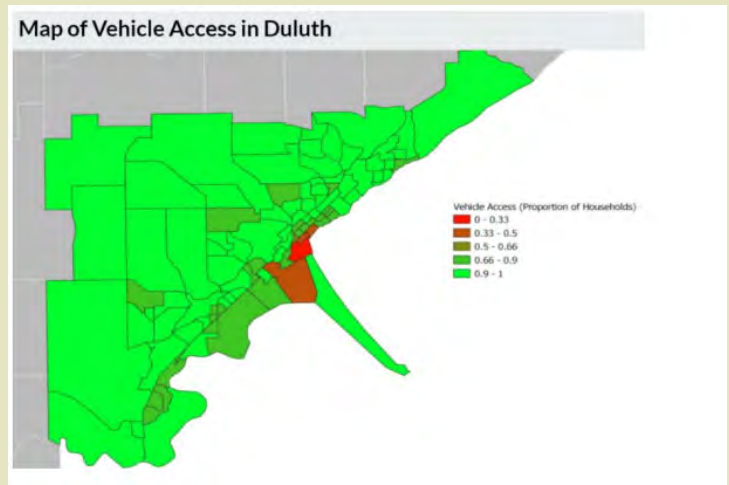 Map of Vehicle Access in Duluth
Vehicle Access (Proportion of Households)
0 - 0.33
0.33 - 0.5
0.5 - 0.66
0.66 - 0.9
0.9 - 1